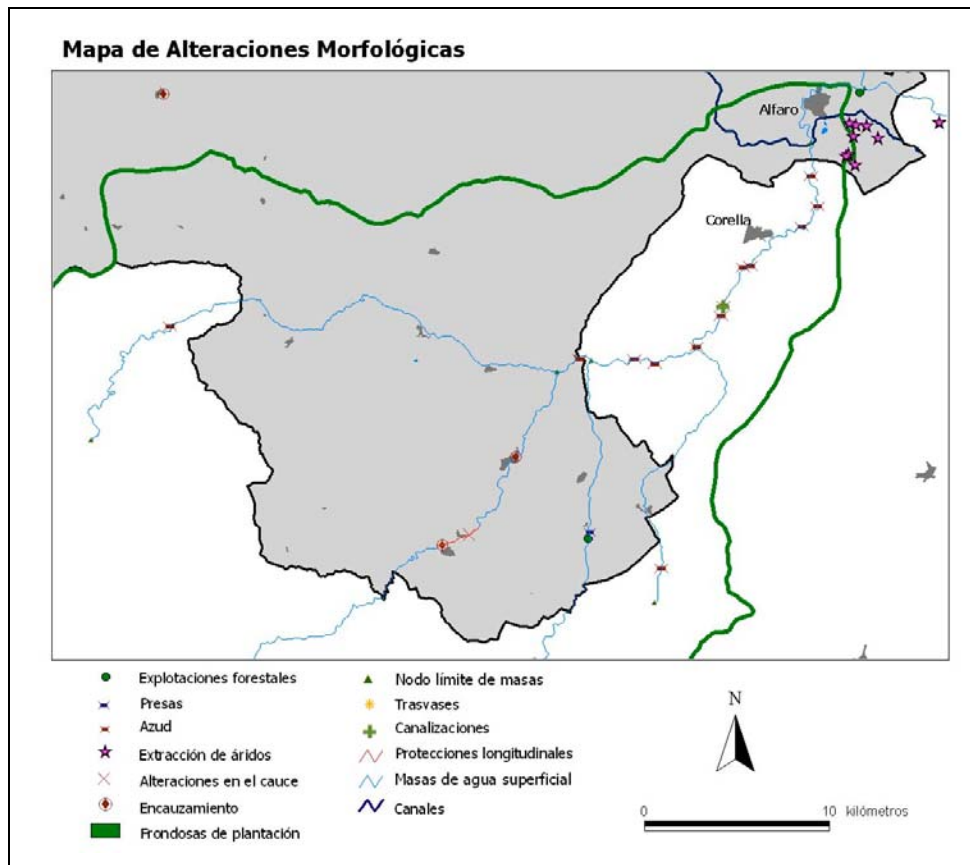 Mapa de Alteraciones Morfológicas
Alfaro
Corella
Explotaciones forestales
Presas
Azud
Extracción de áridos
Alteraciones en el cauce
Encauzamiento
Frondosas de plantación
Nodo límite de masas
Trasvases
Canalizaciones
Protecciones longitudinales
Masas de agua superficial
Canales
N
0 10 kilómetros